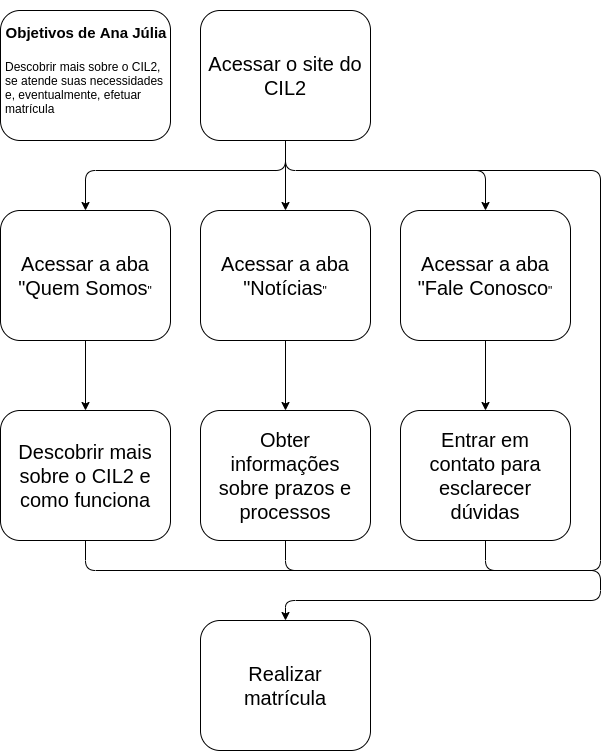 Objetivos de Ana Júlia
Descobrir mais sobre o CIL2,
se atende suas necessidades
e, eventualmente, efetuar
matrícula
Acessar o site do
CIL2
Acessar a aba
"Quem Somos"
Acessar a aba
"Notícias"
Acessar a aba
"Fale Conosco"
Descobrir mais
sobre o CIL2 e
como funciona
Obter
informações
sobre prazos e
processos
Entrar em
contato para
esclarecer
dúvidas
Realizar
matrícula